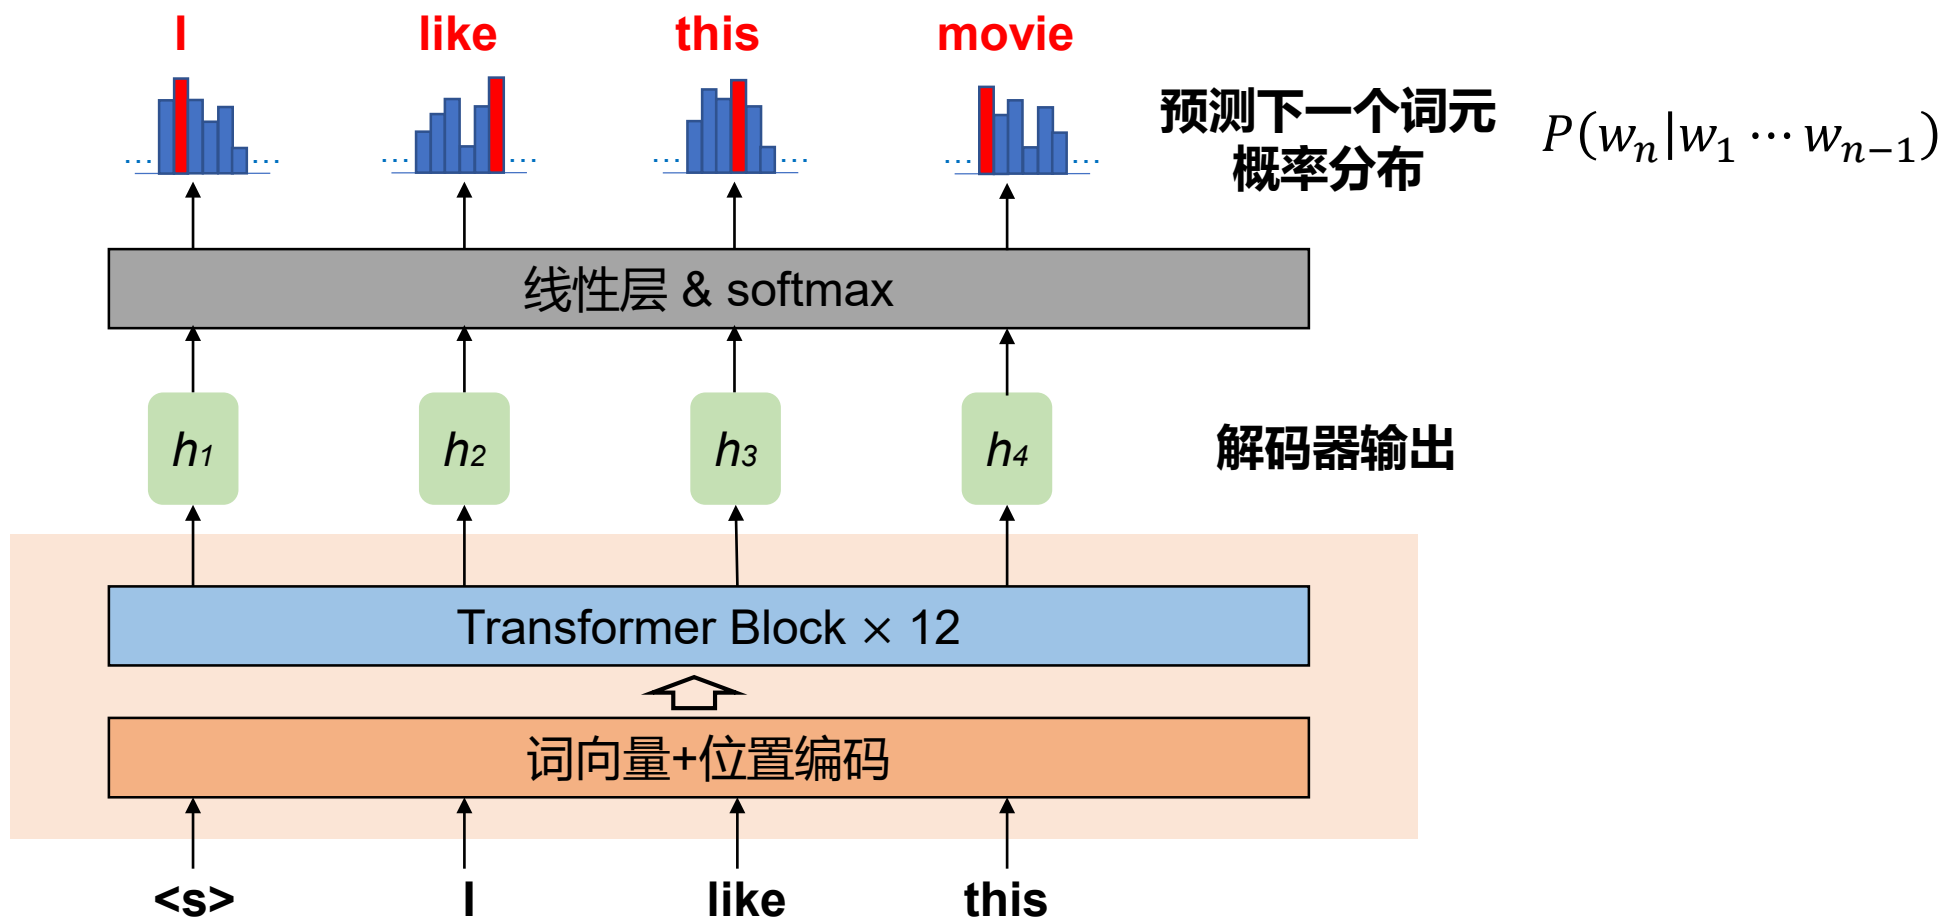 I like this movie
预测下一个词元
概率分布
P(wₙ|w₁ ⋯ wₙ₋₁)
线性层 & softmax
h₁ h₂ h₃ h₄
解码器输出
Transformer Block × 12
词向量+位置编码
<s> I like this